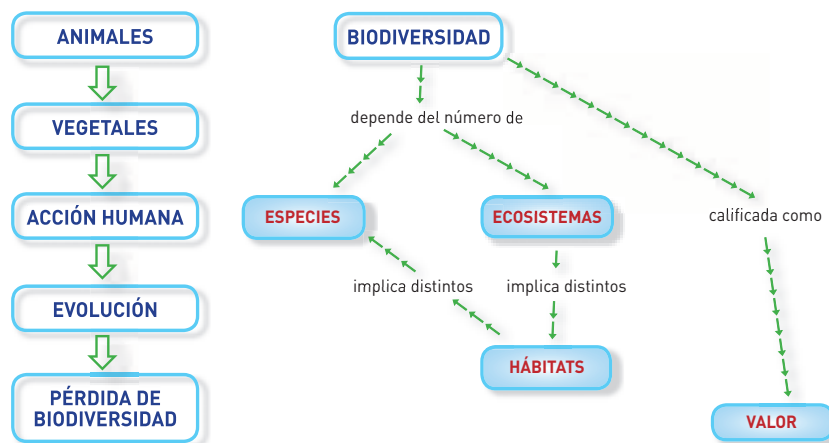 ANIMALES
VEGETALES
ACCIÓN HUMANA
EVOLUCIÓN
PÉRDIDA DE
BIODIVERSIDAD
BIODIVERSIDAD
depende del número de
ESPECIES
ECOSISTEMAS
calificada como
implica distintos
implica distintos
HÁBITATS
VALOR